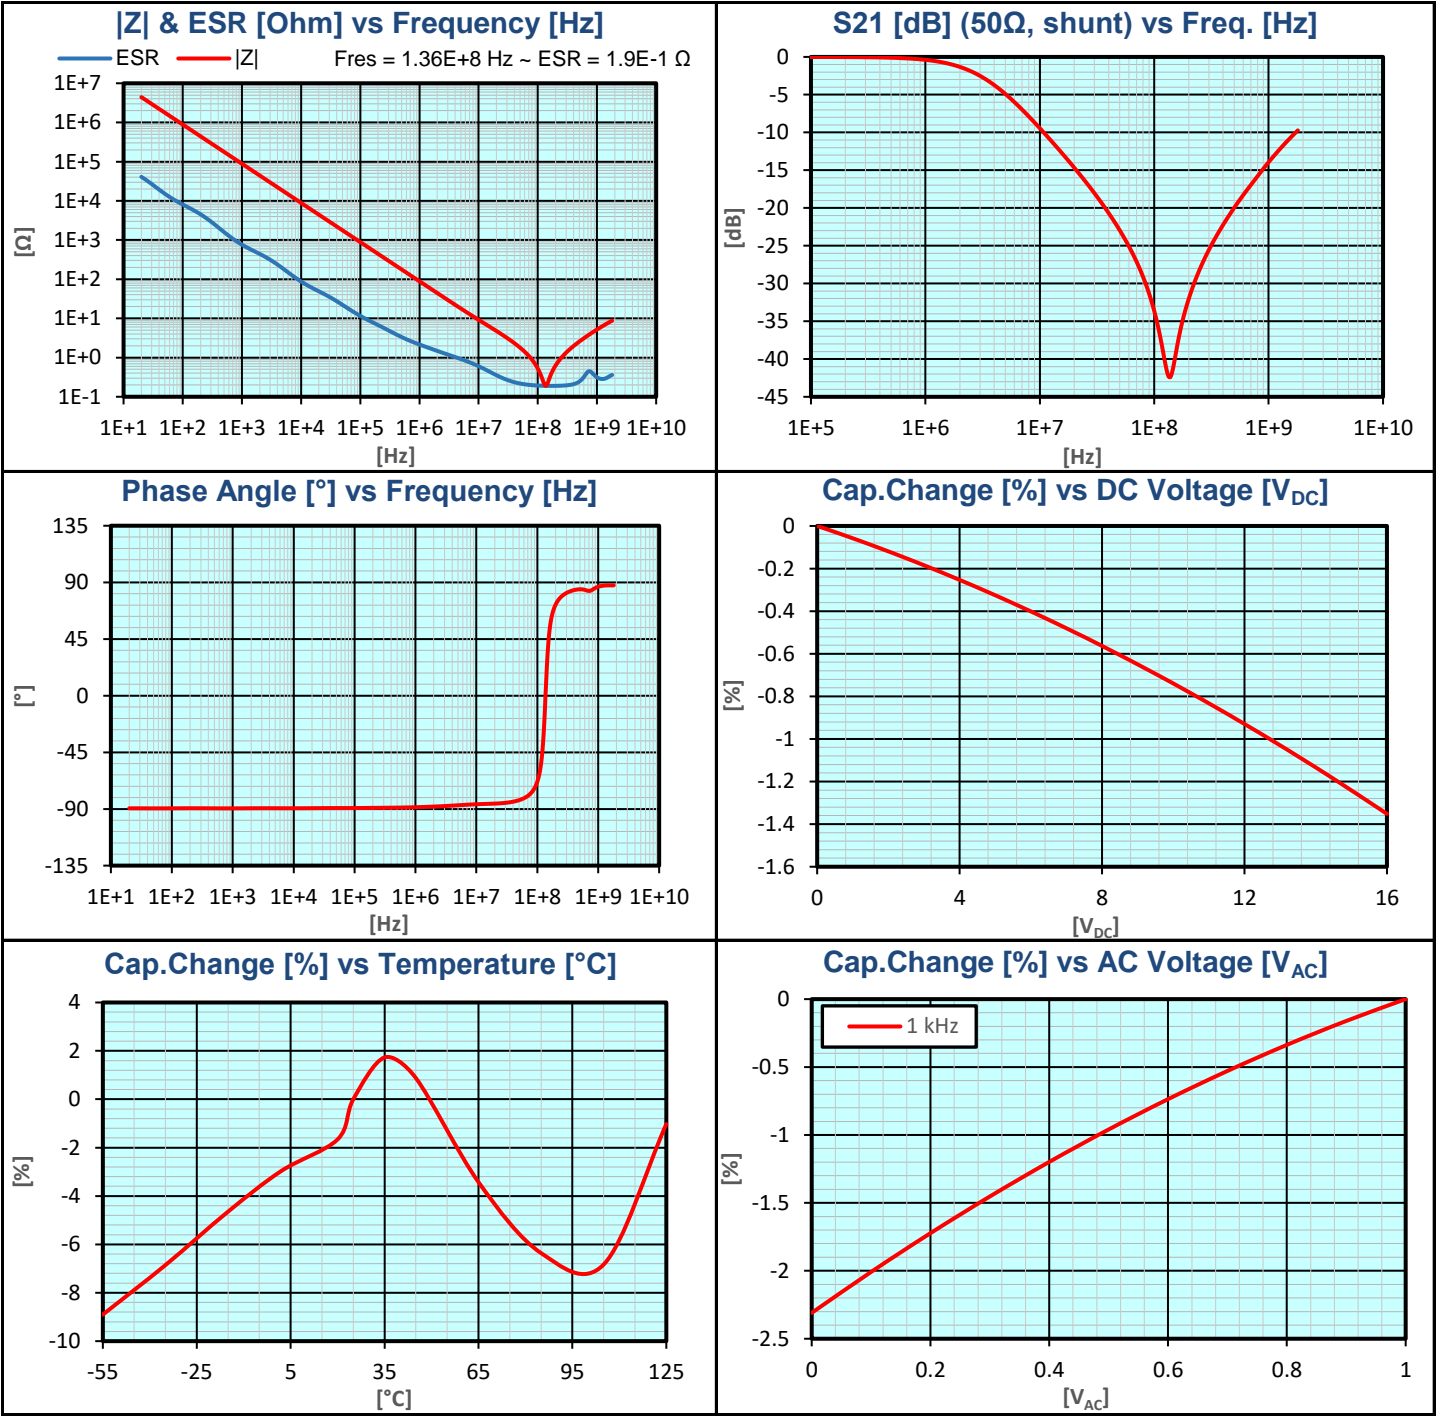 |Z| & ESR [Ohm] vs Frequency [Hz]
ESR |Z| Fres = 1.36E+8 Hz ~ ESR = 1.9E-1 Ω
1E+7
1E+6
1E+5
1E+4
1E+3
1E+2
1E+1
1E+0
1E-1
[Ω]
1E+1 1E+2 1E+3 1E+4 1E+5 1E+6 1E+7 1E+8 1E+9 1E+10
[Hz]
S21 [dB] (50Ω, shunt) vs Freq. [Hz]
0
-5
-10
-15
-20
-25
-30
-35
-40
-45
[dB]
1E+5 1E+6 1E+7 1E+8 1E+9 1E+10
[Hz]
Phase Angle [°] vs Frequency [Hz]
135
90
45
0
-45
-90
-135
[°]
1E+1 1E+2 1E+3 1E+4 1E+5 1E+6 1E+7 1E+8 1E+9 1E+10
[Hz]
Cap.Change [%] vs DC Voltage [VDC]
0
-0.2
-0.4
-0.6
-0.8
-1
-1.2
-1.4
-1.6
[%]
0 4 8 12 16
[VDC]
Cap.Change [%] vs Temperature [°C]
4
2
0
-2
-4
-6
-8
-10
[%]
-55 -25 5 35 65 95 125
[°C]
Cap.Change [%] vs AC Voltage [VAC]
1 kHz
0
-0.5
-1
-1.5
-2
-2.5
[%]
0 0.2 0.4 0.6 0.8 1
[VAC]